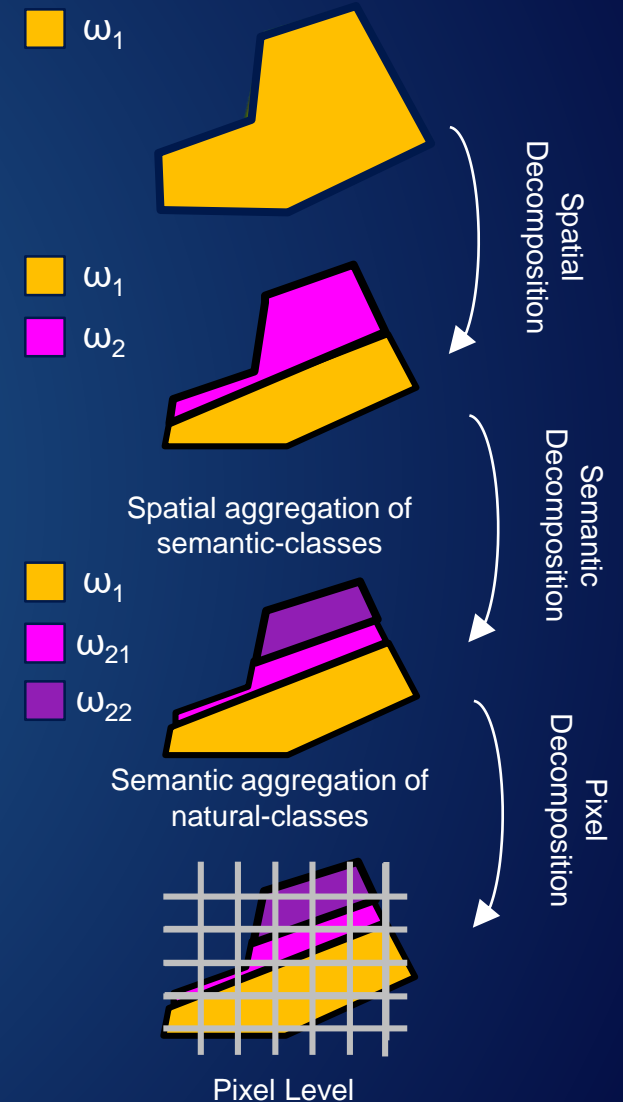 ω1
Spatial
Decomposition
ω1
ω2
Spatial aggregation of
semantic-classes
Semantic
Decomposition
ω1
ω21
ω22
Semantic aggregation of
natural-classes
Pixel
Decomposition
Pixel Level